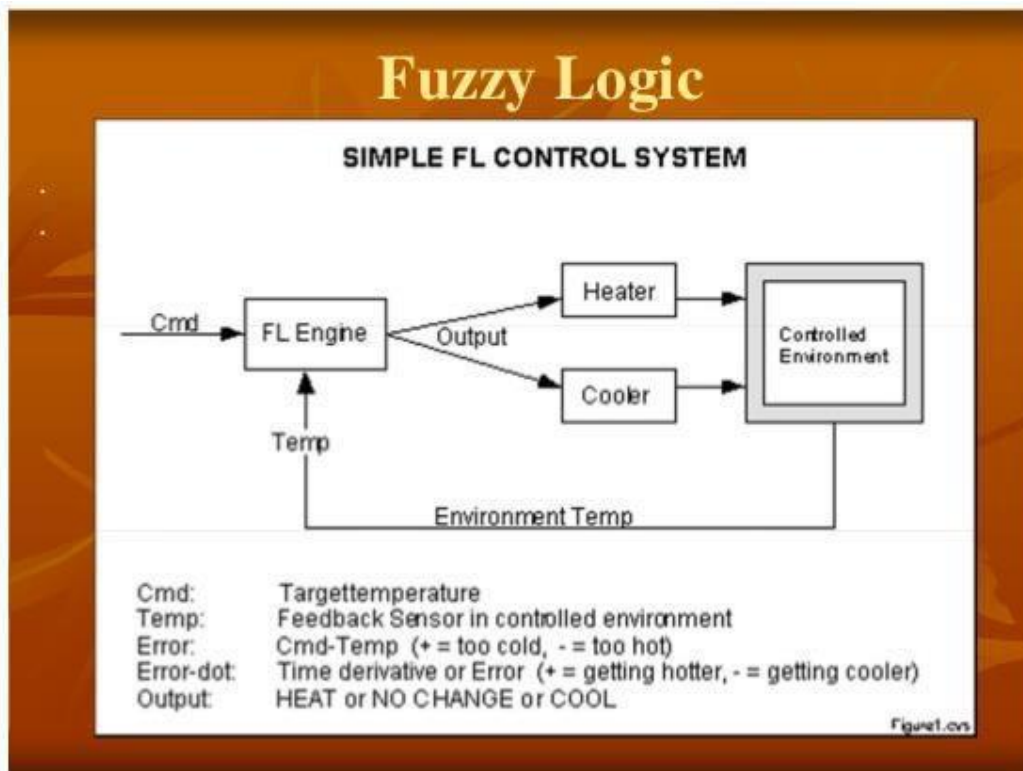 Fuzzy Logic
SIMPLE FL CONTROL SYSTEM
Cmd
FL Engine
Output
Heater
Cooler
Controlled
Environment
Temp
Environment Temp
Cmd: Targettemperature
Temp: Feedback Sensor in controlled environment
Error: Cmd-Temp (+ = too cold, - = too hot)
Error-dot: Time derivative or Error (+ = getting hotter, - = getting cooler)
Output: HEAT or NO CHANGE or COOL
Figure1.cvs